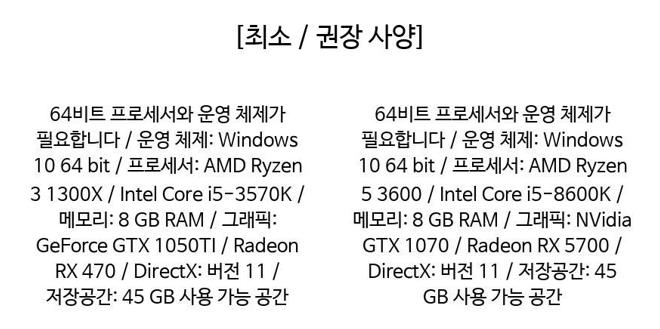 [최소 / 권장 사양]
64비트 프로세서와 운영 체제가
필요합니다 / 운영 체제: Windows
10 64 bit / 프로세서: AMD Ryzen
3 1300X / Intel Core i5-3570K /
메모리: 8 GB RAM / 그래픽:
GeForce GTX 1050TI / Radeon
RX 470 / DirectX: 버전 11 /
저장공간: 45 GB 사용 가능 공간
64비트 프로세서와 운영 체제가
필요합니다 / 운영 체제: Windows
10 64 bit / 프로세서: AMD Ryzen
5 3600 / Intel Core i5-8600K /
메모리: 8 GB RAM / 그래픽: NVidia
GTX 1070 / Radeon RX 5700 /
DirectX: 버전 11 / 저장공간: 45
GB 사용 가능 공간